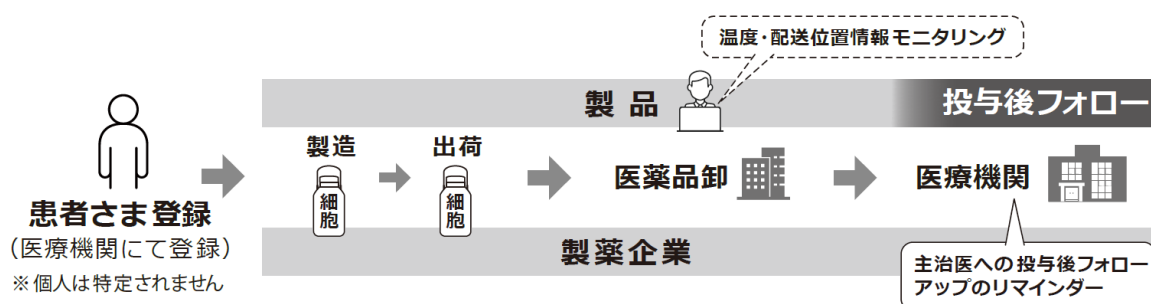 温度・配送位置情報モニタリング
製品
投与後フォロー
製造
出荷
細胞
細胞
医薬品卸
医療機関
患者さま登録
（医療機関にて登録）
※個人は特定されません
製薬企業
主治医への投与後フォロー
アップのリマインダー